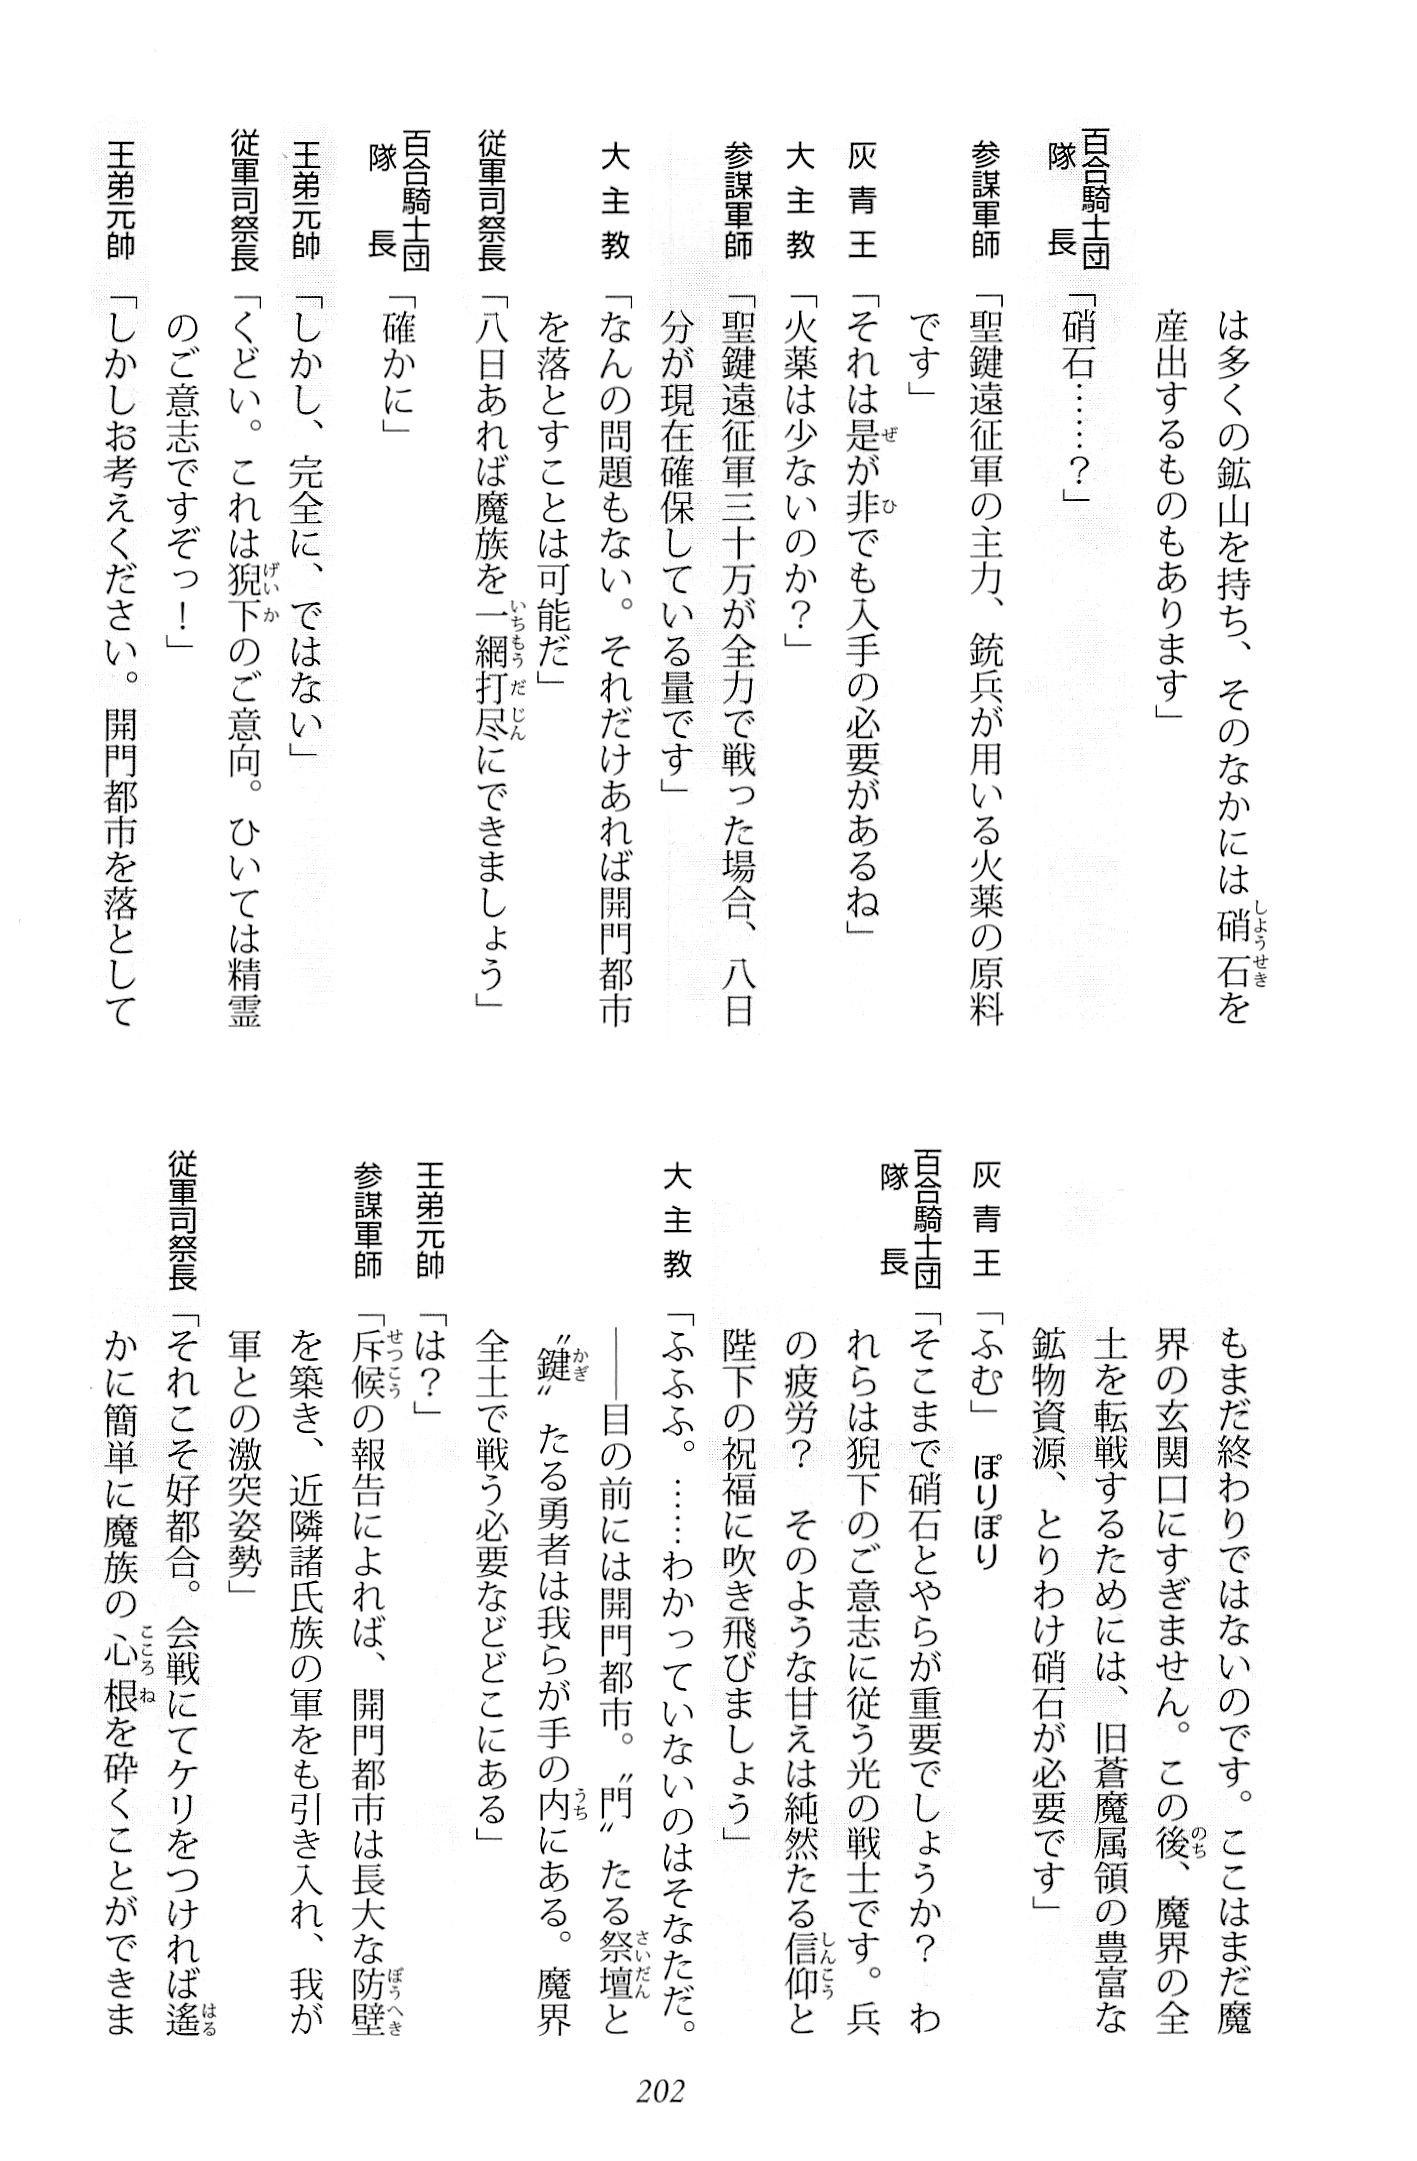 は多くの鉱山を持ち、そのなかには硝石を
産出するものもあります」
百合騎士団隊長「硝石……？」
参謀軍師「聖鍵遠征軍の主力、銃兵が用いる火薬の原料
です」
灰青王「それは是が非でも入手の必要があるね」
大主教「火薬は少ないのか？」
参謀軍師「聖鍵遠征軍三十万が全力で戦った場合、八日
分が現在確保している量です」
大主教「なんの問題もない。それだけあれば開門都市
を落とすことは可能だ」
従軍司祭長「八日あれば魔族を一網打尽にできましょう」
百合騎士団隊長「確かに」
王弟元帥「しかし、完全に、ではない」
従軍司祭長「くどい。これは猊下のご意向。ひいては精霊
のご意志ですぞっ！」
王弟元帥「しかしお考えください。開門都市を落として
もまだ終わりではないのです。ここはまだ魔
界の玄関口にすぎません。この後、魔界の全
土を転戦するためには、旧蒼魔属領の豊富な
鉱物資源、とりわけ硝石が必要です」
灰青王「ふむ」　ぽりぽり
百合騎士団隊長「そこまで硝石とやらが重要でしょうか？　わ
れらは猊下のご意志に従う光の戦士です。兵
の疲労？　そのような甘えは純然たる信仰と
陛下の祝福に吹き飛びましょう」
大主教「ふふふ。……わかっていないのはそなただ。
――目の前には開門都市。〝門〟たる祭壇と
〝鍵〟たる勇者は我らが手の内にある。魔界
全土で戦う必要などどこにある」
王弟元帥「は？」
参謀軍師「斥候の報告によれば、開門都市は長大な防壁
を築き、近隣諸氏族の軍をも引き入れ、我が
軍との激突姿勢」
従軍司祭長「それこそ好都合。会戦にてケリをつければ遙
かに簡単に魔族の心根を砕くことができま
202